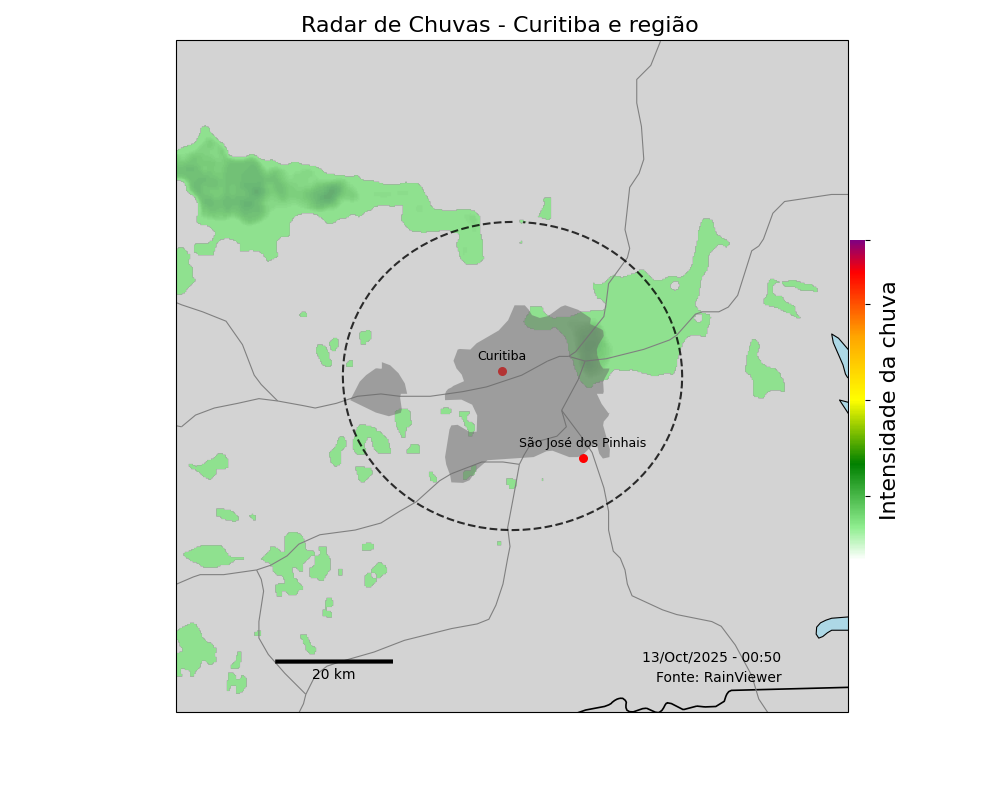 Radar de Chuvas - Curitiba e região
Curitiba
São José dos Pinhais
Intensidade da chuva
13/Oct/2025 - 00:50
Fonte: RainViewer
20 km